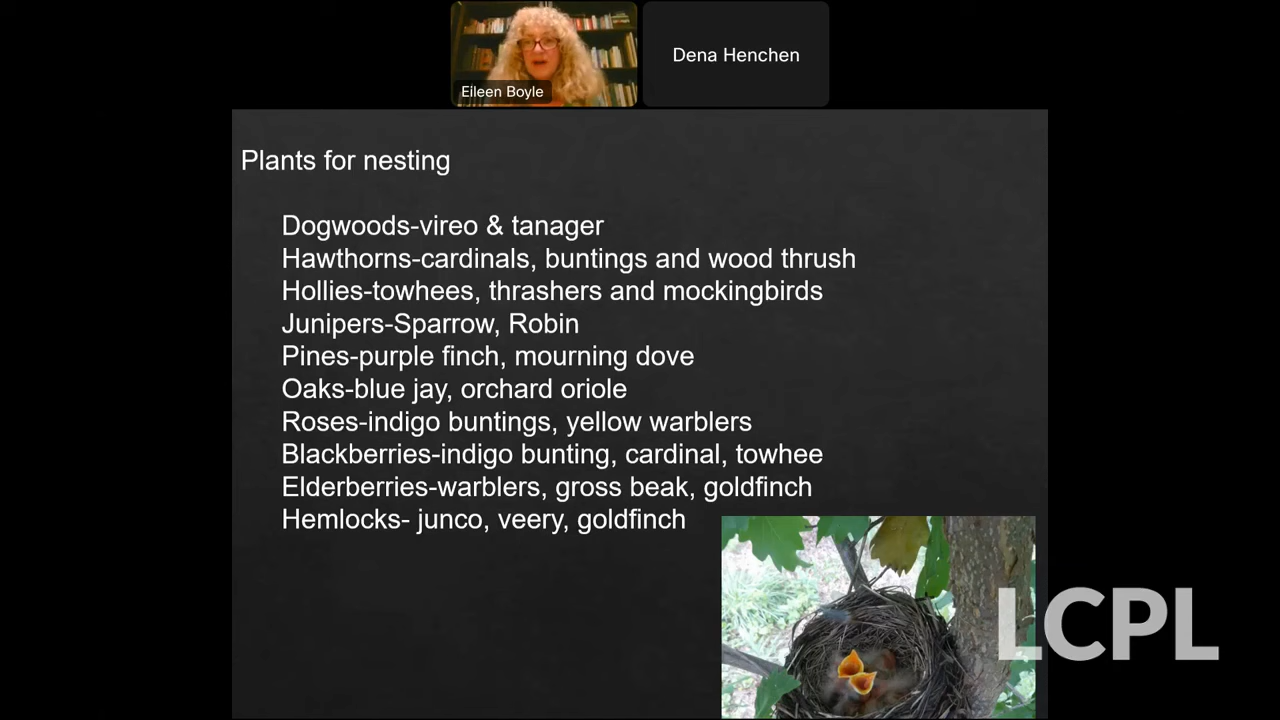 Eileen Boyle
Dena Henchen
Plants for nesting
Dogwoods-vireo & tanager
Hawthorns-cardinals, buntings and wood thrush
Hollies-towhees, thrashers and mockingbirds
Junipers-Sparrow, Robin
Pines-purple finch, mourning dove
Oaks-blue jay, orchard oriole
Roses-indigo buntings, yellow warblers
Blackberries-indigo bunting, cardinal, towhee
Elderberries-warblers, gross beak, goldfinch
Hemlocks- junco, veery, goldfinch
LCPL